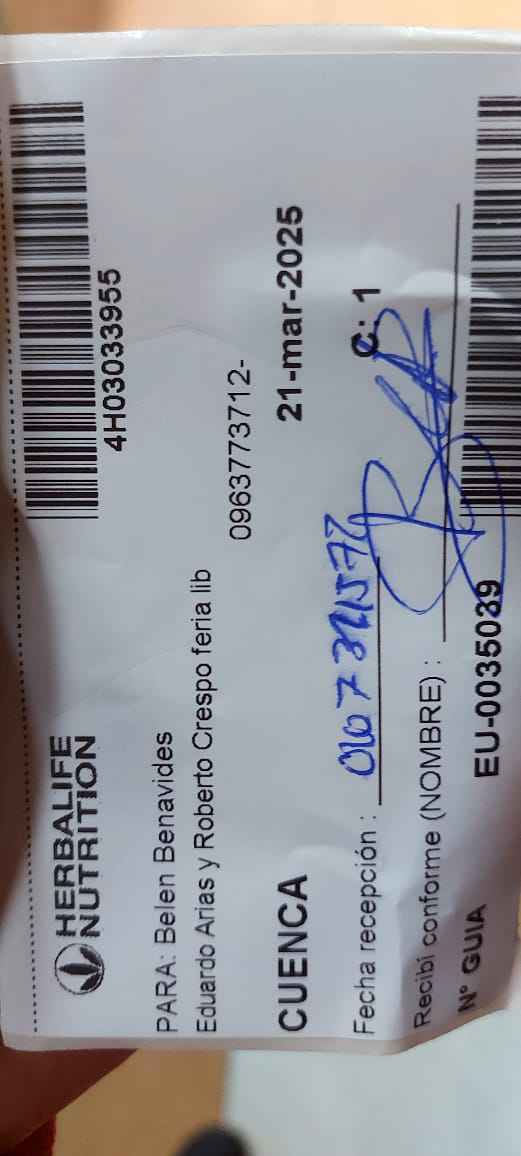 HERBALIFE
NUTRITION
4H03033955
PARA: Belen Benavides
Eduardo Arias y Roberto Crespo feria lib
0963773712-
CUENCA
21-mar-2025
Fecha recepción :
C: 1
Recibí conforme (NOMBRE) :
N° GUIA
EU-0035039